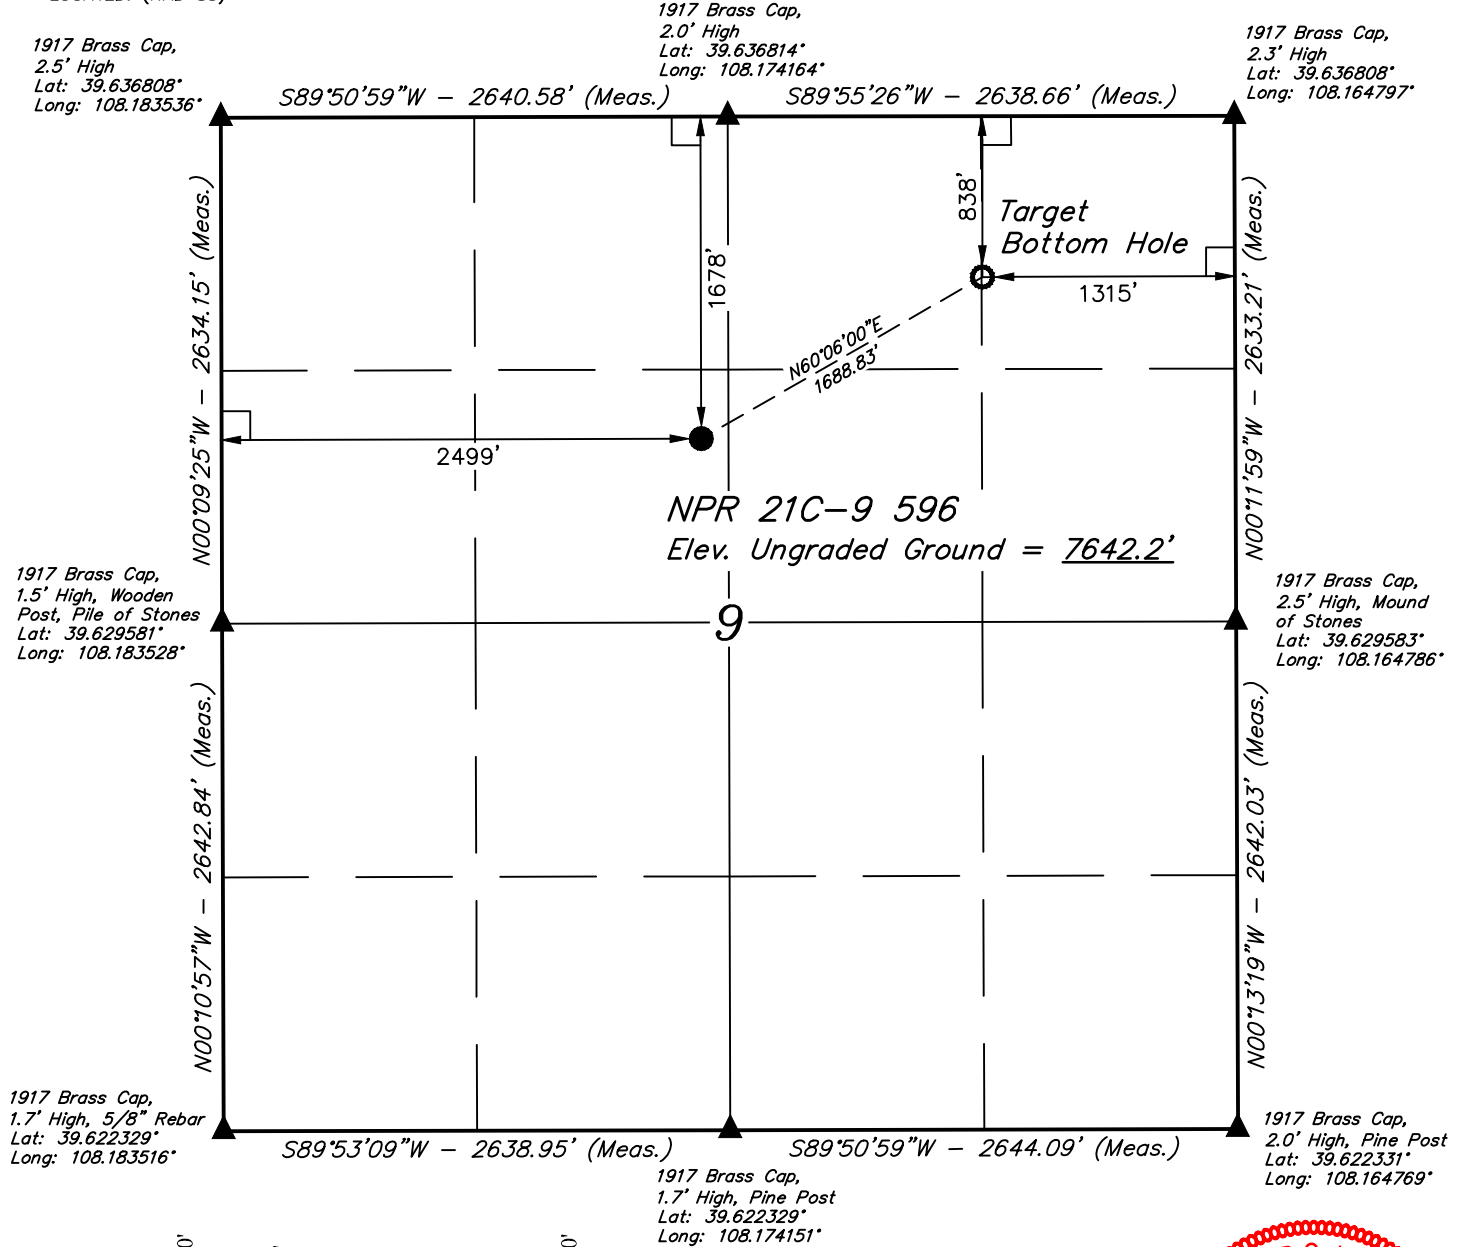 1917 Brass Cap,
2.0' High
Lat: 39.636814°
Long: 108.174164°
1917 Brass Cap,
2.5' High
Lat: 39.636808°
Long: 108.183536°
1917 Brass Cap,
2.3' High
Lat: 39.636808°
Long: 108.164797°
S89°50'59"W - 2640.58' (Meas.)
S89°55'26"W - 2638.66' (Meas.)
N00°09'25"W - 2634.15' (Meas.)
1678'
838'
Target
Bottom Hole
1315'
N00°11'59"W - 2633.21' (Meas.)
N60°06'00"E
1688.83'
2499'
NPR 21C-9 596
Elev. Ungraded Ground = 7642.2'
1917 Brass Cap,
1.5' High, Wooden
Post, Pile of Stones
Lat: 39.629581°
Long: 108.183528°
9
1917 Brass Cap,
2.5' High, Mound
of Stones
Lat: 39.629583°
Long: 108.164786°
N00°10'57"W - 2642.84' (Meas.)
N00°13'19"W - 2642.03' (Meas.)
1917 Brass Cap,
1.7' High, 5/8" Rebar
Lat: 39.622329°
Long: 108.183516°
S89°53'09"W - 2638.95' (Meas.)
S89°50'59"W - 2644.09' (Meas.)
1917 Brass Cap,
2.0' High, Pine Post
Lat: 39.622331°
Long: 108.164769°
1917 Brass Cap,
1.7' High, Pine Post
Lat: 39.622329°
Long: 108.174151°